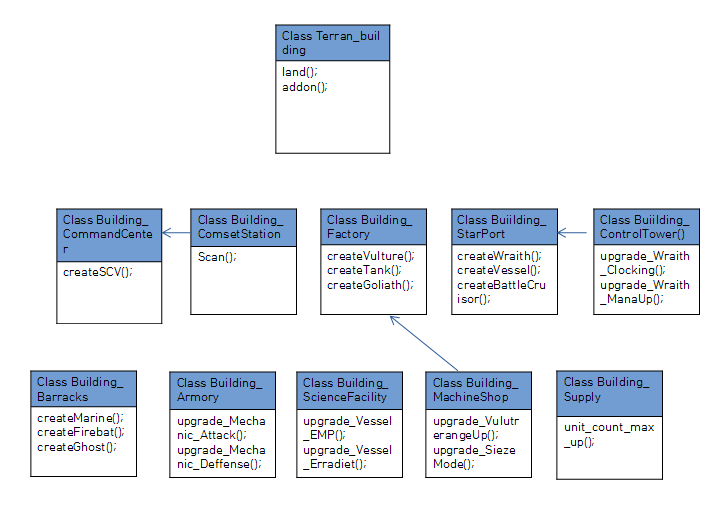 Class Terran_buil
ding
land();
addon();
Class Building_
CommandCente
r
createSCV();
Class Building_
ComsetStation
Scan();
Class Building_
Factory
createVulture();
createTank();
createGoliath();
Class Buiilding_
StarPort
createWraith();
createVessel();
createBattleCru
isor();
Class BuiilIding_
ControlTower()
upgrade_Wraith
_Clocking();
upgrade_Wraith
_ManaUp();
Class Building_
Barracks
createMarine();
createFirebat();
createGhost();
Class Building_
Armory
upgrade_Mecha
nic_Attack();
upgrade_Mecha
nic_Deffense();
Class Building_
ScienceFacility
upgrade_Vessel
_EMP();
upgrade_Vessel
_Erradiet();
Class Building_
MachineShop
upgrade_Vulutr
erangeUp();
upgrade_Sieze
Mode();
Class Building_
Supply
unit_count_max
_up();